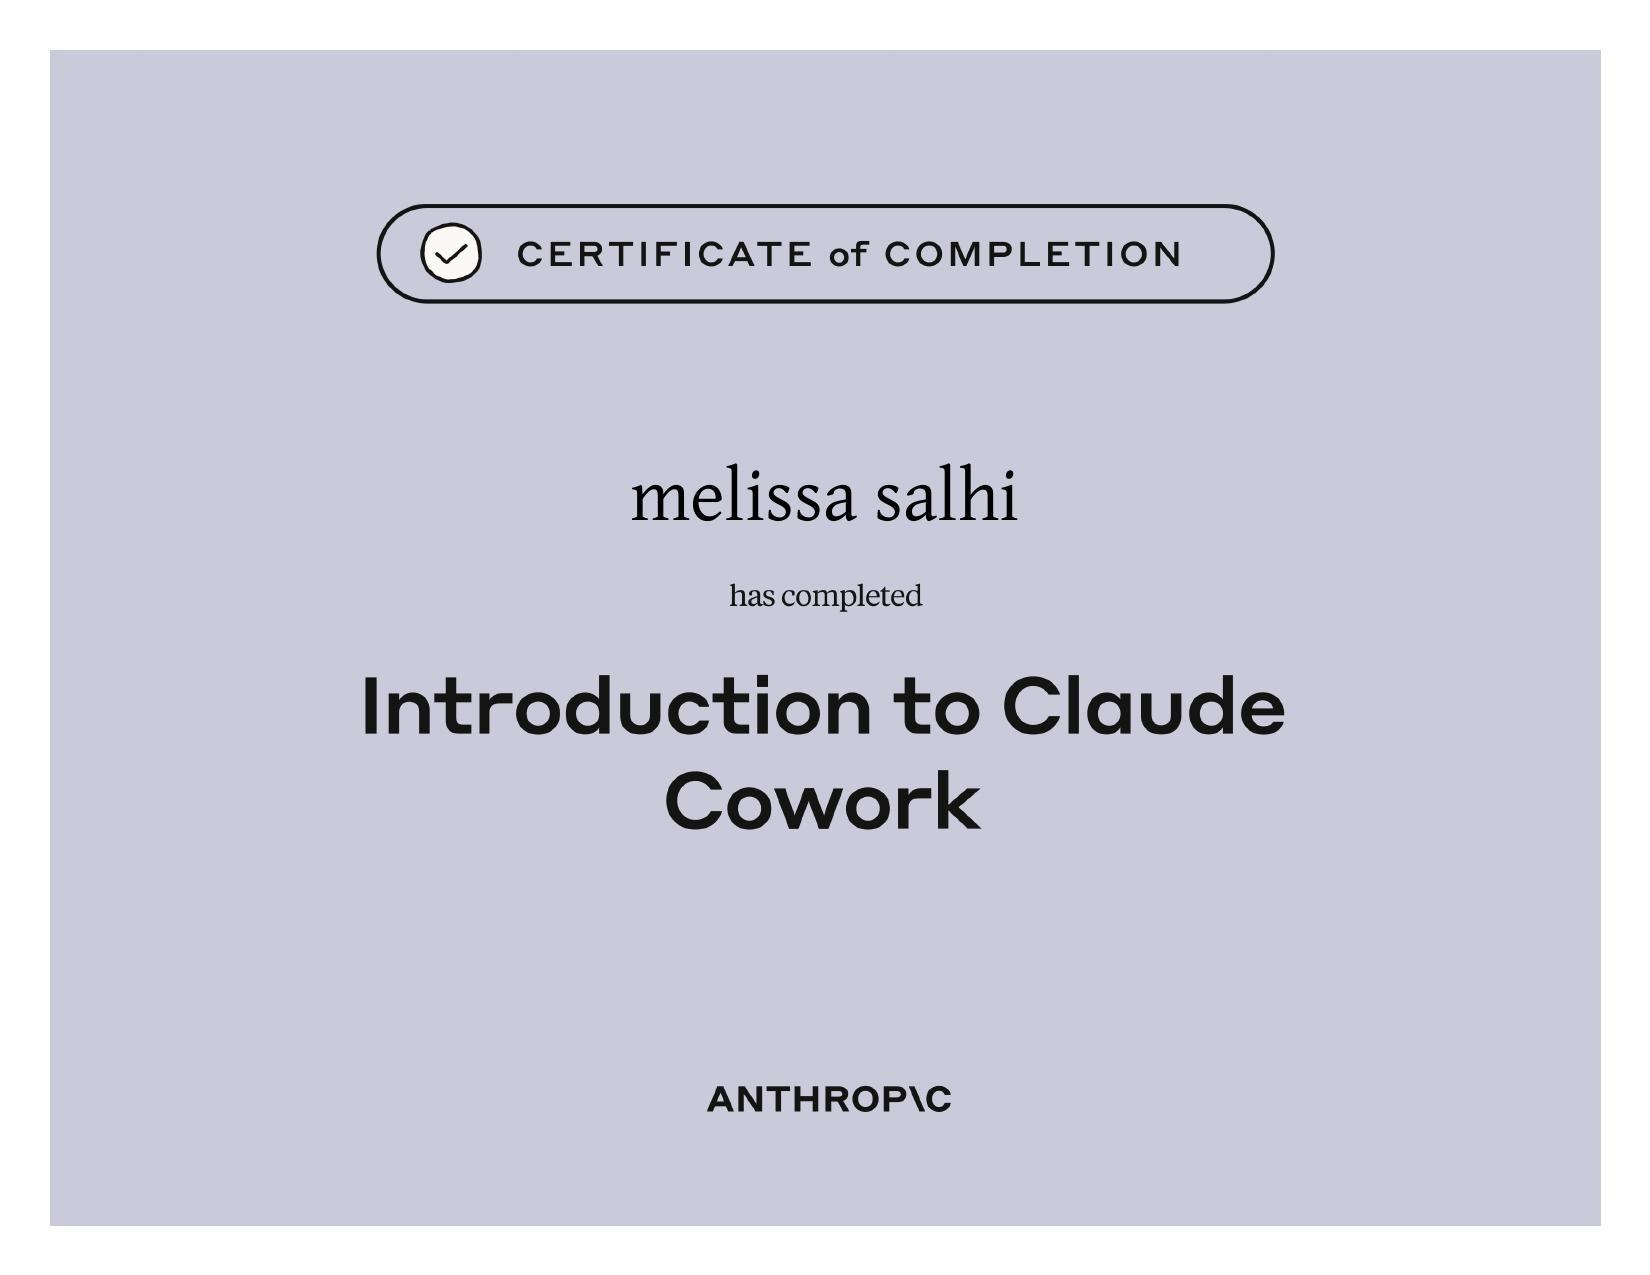 CERTIFICATE of COMPLETION
melissa salhi
has completed
Introduction to Claude
Cowork
ANTHROP\C